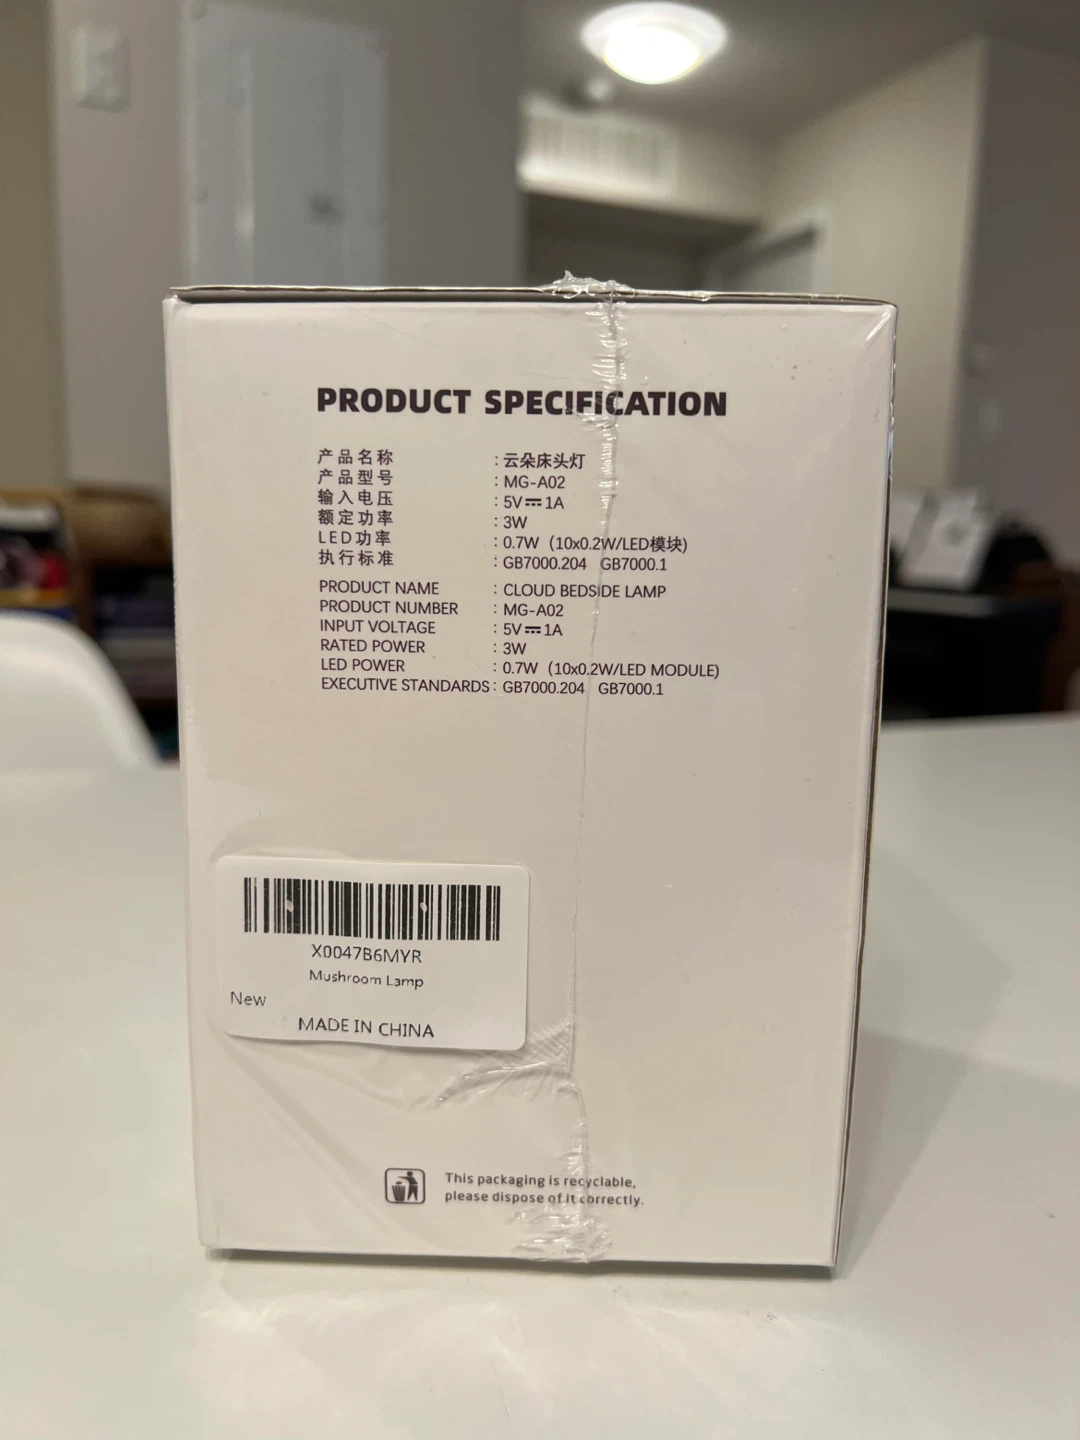 PRODUCT SPECIFICATION
产品名称 : 云朵床头灯
产品型号 : MG-A02
输入电压 : 5V⎓1A
额定功率 : 3W
LED功率 : 0.7W (10x0.2W/LED模块)
执行标准 : GB7000.204 GB7000.1
PRODUCT NAME : CLOUD BEDSIDE LAMP
PRODUCT NUMBER : MG-A02
INPUT VOLTAGE : 5V⎓1A
RATED POWER : 3W
LED POWER : 0.7W (10x0.2W/LED MODULE)
EXECUTIVE STANDARDS : GB7000.204 GB7000.1
X0047B6MYR
Mushroom Lamp
New
MADE IN CHINA
This packaging is recyclable,
please dispose of it correctly.